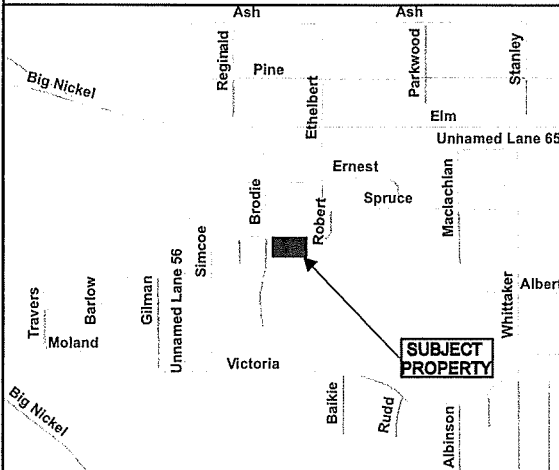 Ash
Ash
Reginald
Parkwood
Stanley
Pine
Big Nickel
Ethelbert
Elm
Unhamed Lane 65
Ernest
Brodie
Spruce
Maclachlan
Robert
Simcoe
Unnamed Lane 56
Travers
Barlow
Gilman
Whittaker
Albert
Moland
SUBJECT
PROPERTY
Victoria
Big Nickel
Baikie
Rudd
Albinson